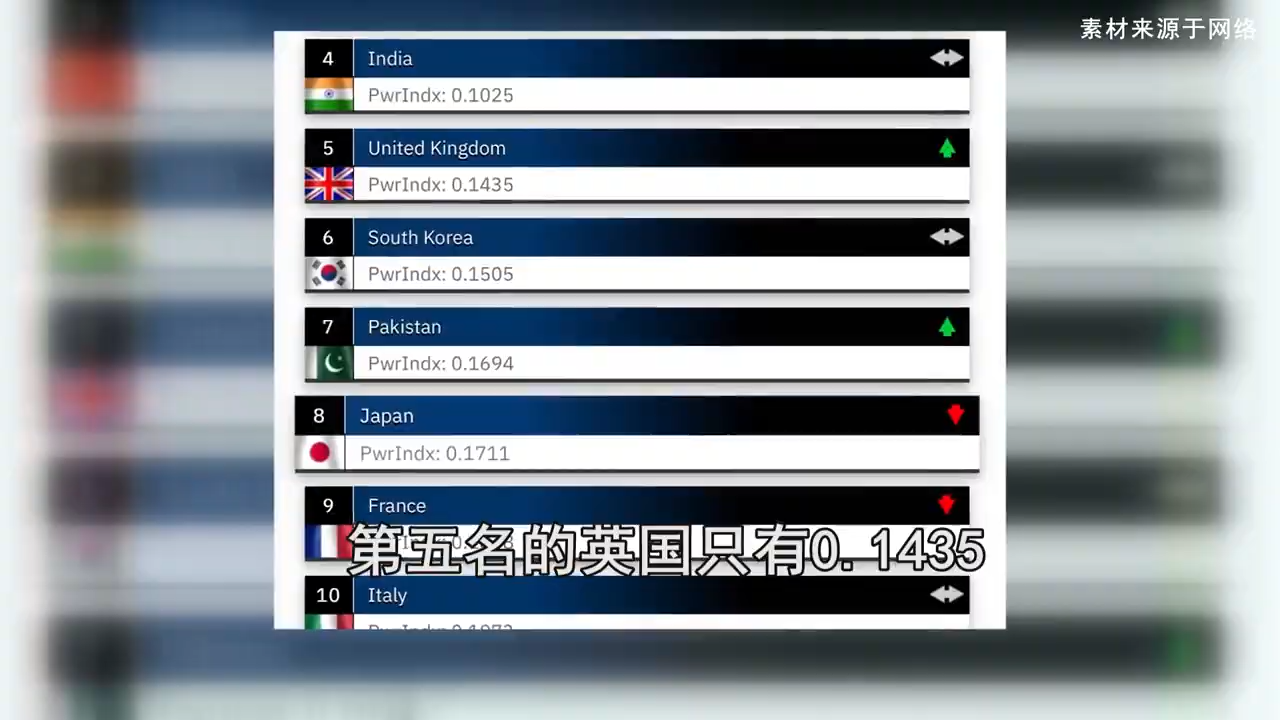 素材来源于网络
4 India
PwrIndx: 0.1025
5 United Kingdom
PwrIndx: 0.1435
6 South Korea
PwrIndx: 0.1505
7 Pakistan
PwrIndx: 0.1694
8 Japan
PwrIndx: 0.1711
9 France
第五名的英国只有0.1435
10 Italy